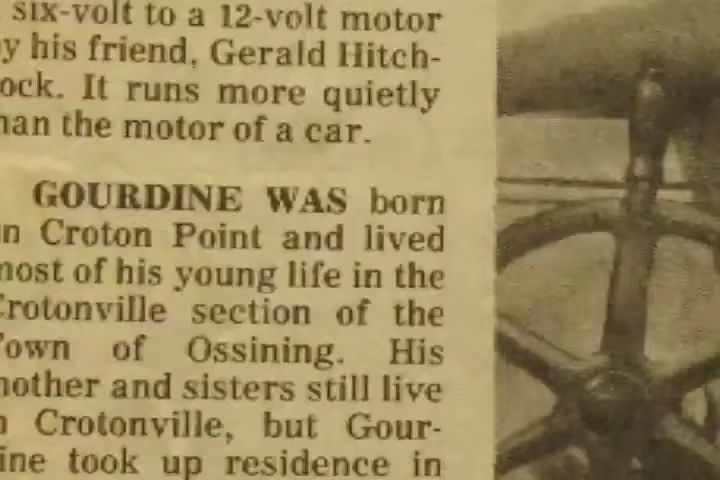 six-volt to a 12-volt motor
y his friend, Gerald Hitch-
ock. It runs more quietly
han the motor of a car.
GOURDINE WAS born
n Croton Point and lived
most of his young life in the
Crotonville section of the
Town of Ossining. His
mother and sisters still live
n Crotonville, but Gour-
ine took up residence in